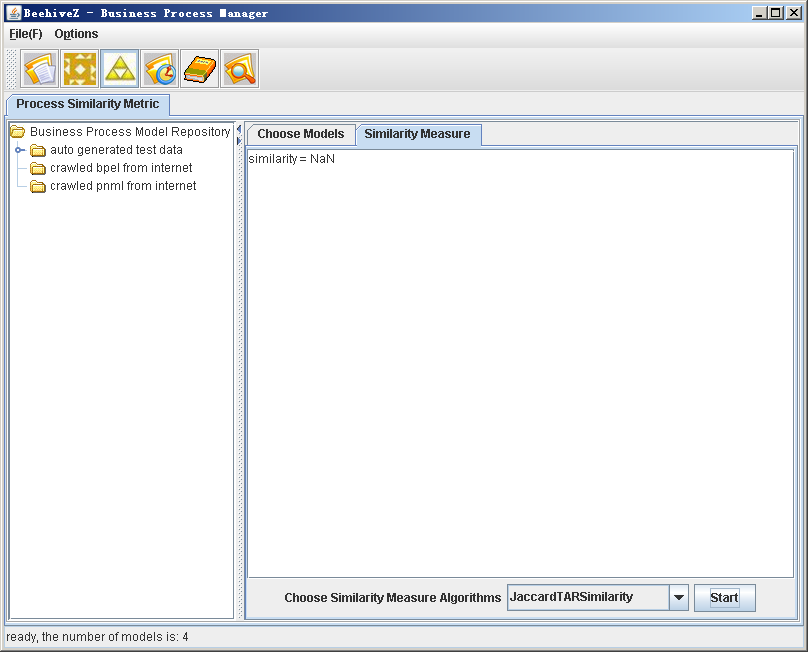 BeehiveZ - Business Process Manager
File(F) Options
Process Similarity Metric
Business Process Model Repository
auto generated test data
crawled bpel from internet
crawled pnml from internet
Choose Models Similarity Measure
similarity = NaN
Choose Similarity Measure Algorithms JaccardTARSimilarity Start
ready, the number of models is: 4